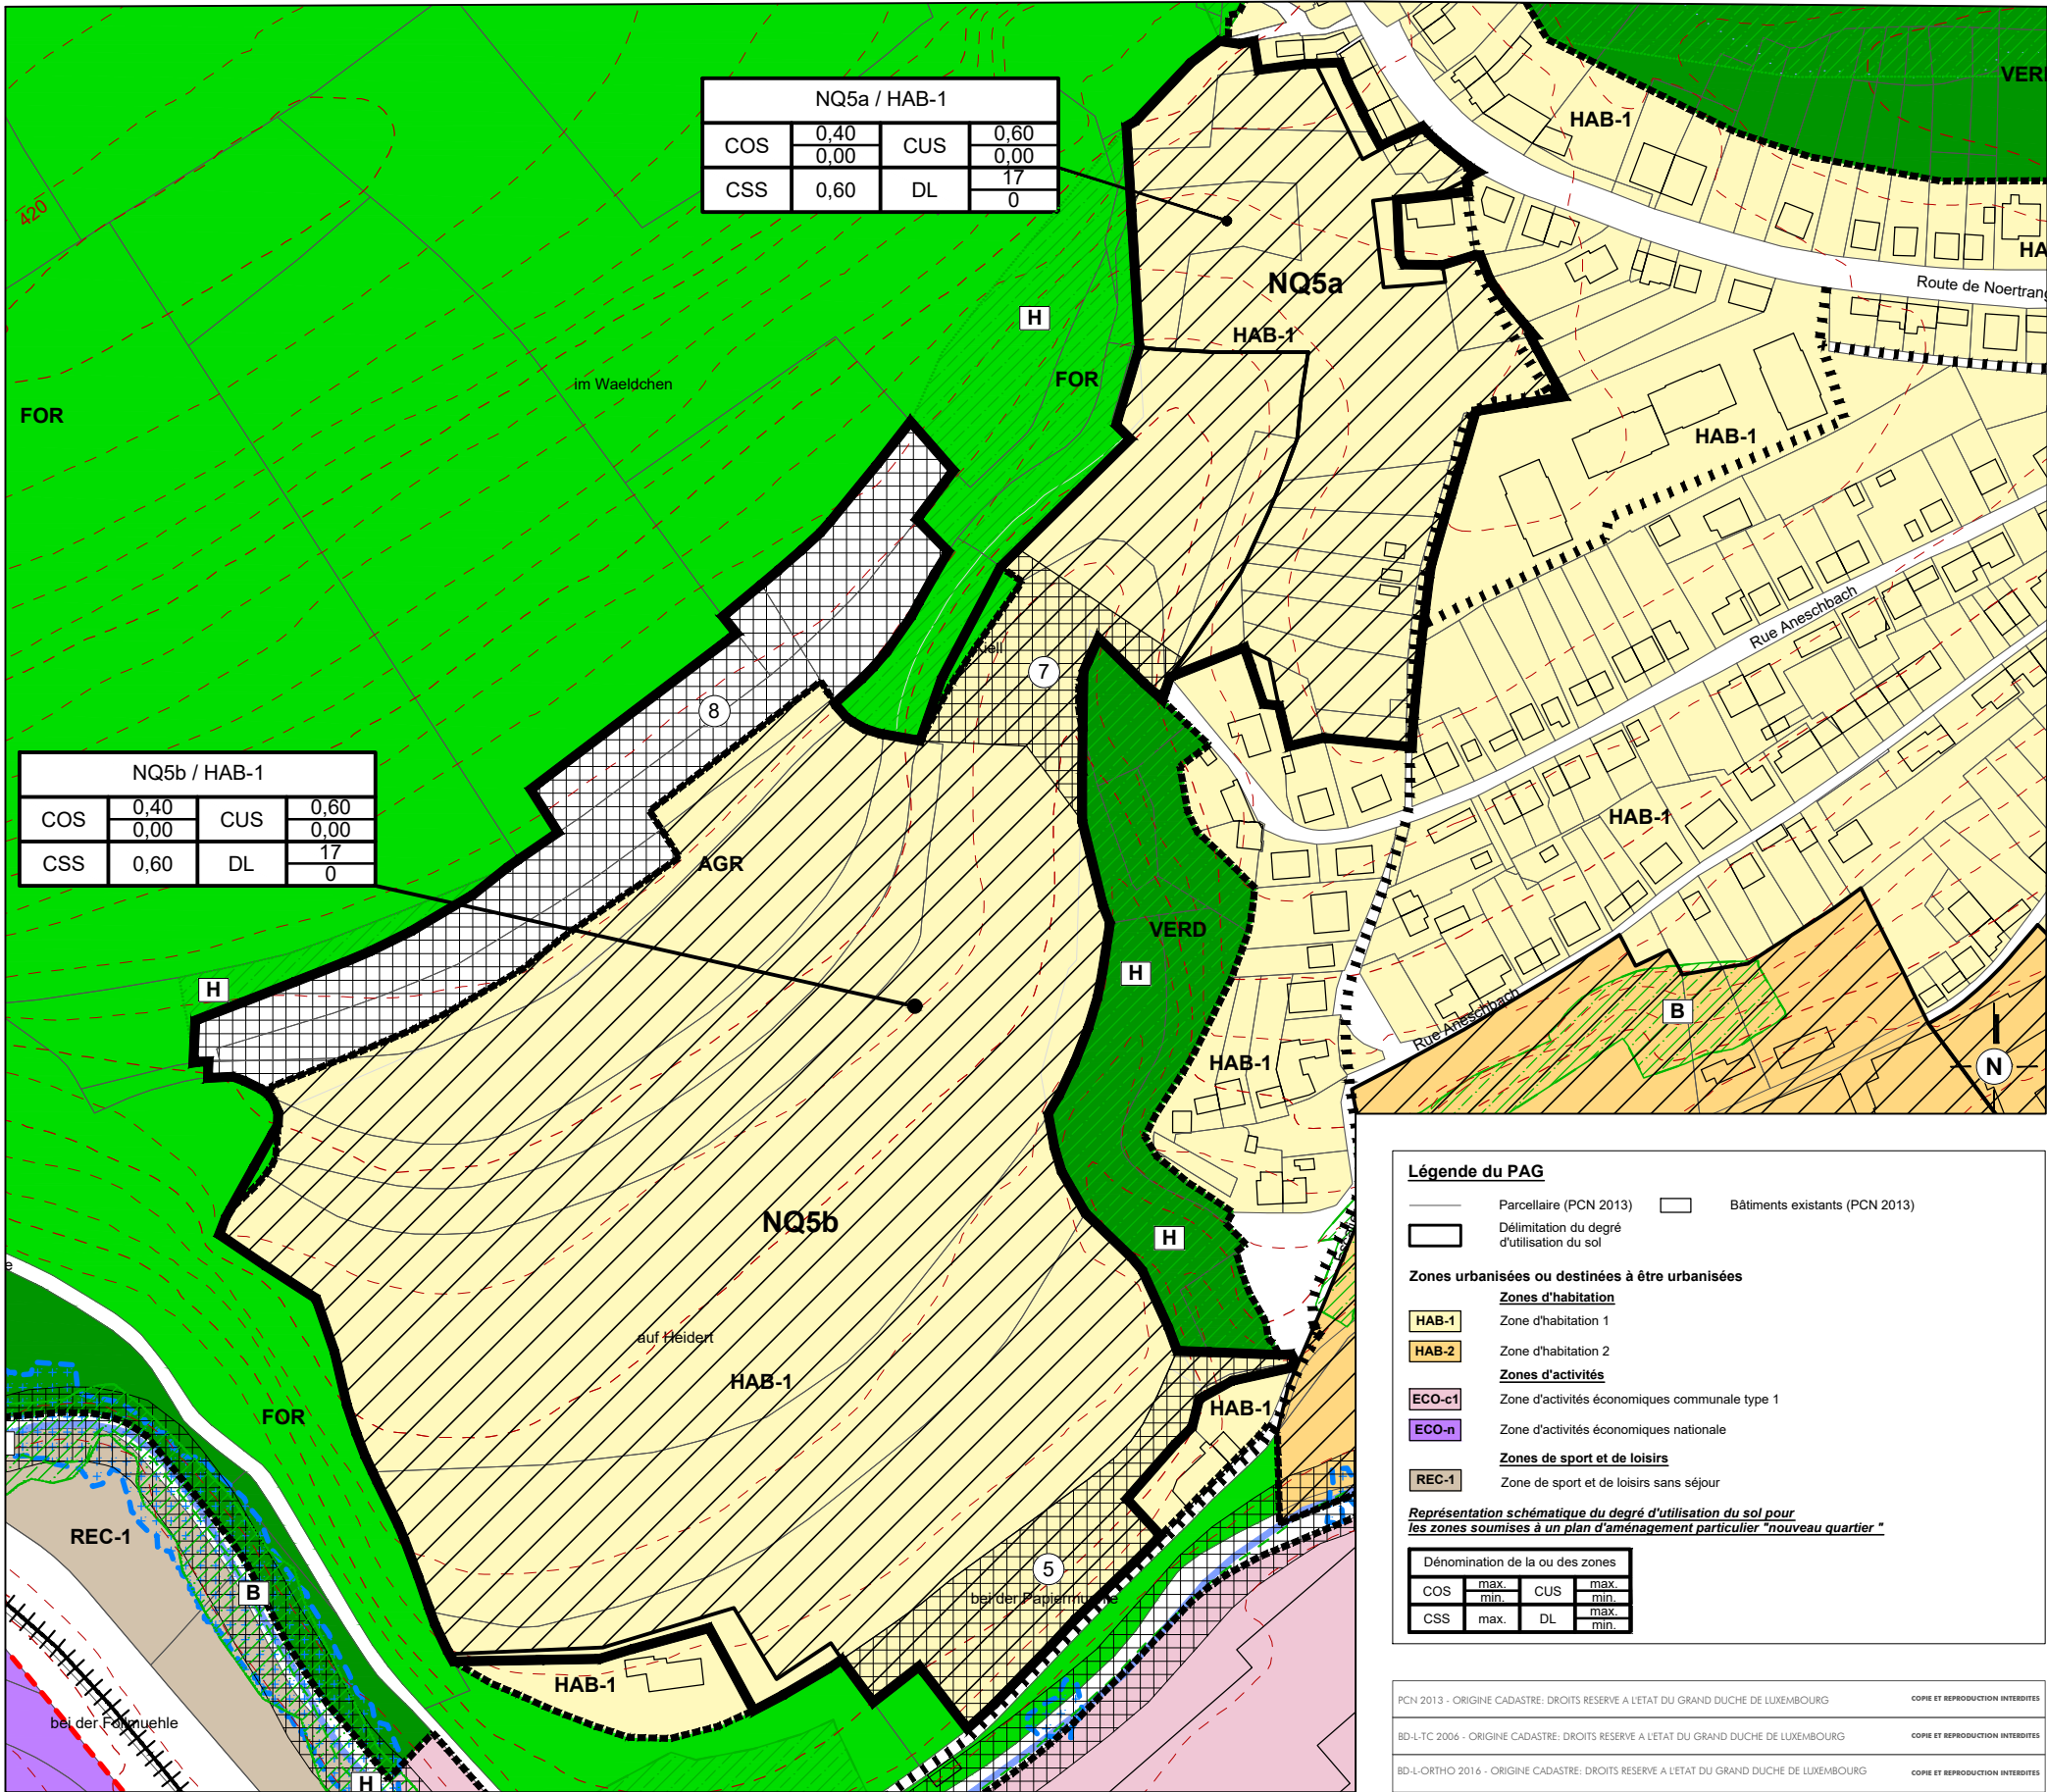 NQ5a / HAB-1
COS 0,40 0,00 CUS 0,60 0,00
CSS 0,60 DL 17 0
HAB-1
HAB-1
Route de Noertrang
NQ5a
HAB-1
420
H
im Waeldchen
FOR
FOR
HAB-1
Rue Aneschbach
7
8
NQ5b / HAB-1
COS 0,40 0,00 CUS 0,60 0,00
CSS 0,60 DL 17 0
AGR
HAB-1
VERD
H
H
B
Rue Aneschbach
HAB-1
N
NQ5b
H
auf Heidert
HAB-1
FOR
HAB-1
REC-1
B
5
bei der Papiermuehle
HAB-1
bei der Follmuehle
H
Légende du PAG
Parcellaire (PCN 2013)
Bâtiments existants (PCN 2013)
Délimitation du degré
d'utilisation du sol
Zones urbanisées ou destinées à être urbanisées
Zones d'habitation
HAB-1 Zone d'habitation 1
HAB-2 Zone d'habitation 2
Zones d'activités
ECO-c1 Zone d'activités économiques communale type 1
ECO-n Zone d'activités économiques nationale
Zones de sport et de loisirs
REC-1 Zone de sport et de loisirs sans séjour
Représentation schématique du degré d'utilisation du sol pour
les zones soumises à un plan d'aménagement particulier "nouveau quartier "
Dénomination de la ou des zones
COS max. min. CUS max. min.
CSS max. DL max. min.
PCN 2013 - ORIGINE CADASTRE: DROITS RESERVE A L'ETAT DU GRAND DUCHE DE LUXEMBOURG COPIE ET REPRODUCTION INTERDITES
BD-L-TC 2006 - ORIGINE CADASTRE: DROITS RESERVE A L'ETAT DU GRAND DUCHE DE LUXEMBOURG COPIE ET REPRODUCTION INTERDITES
BD-L-ORTHO 2016 - ORIGINE CADASTRE: DROITS RESERVE A L'ETAT DU GRAND DUCHE DE LUXEMBOURG COPIE ET REPRODUCTION INTERDITES